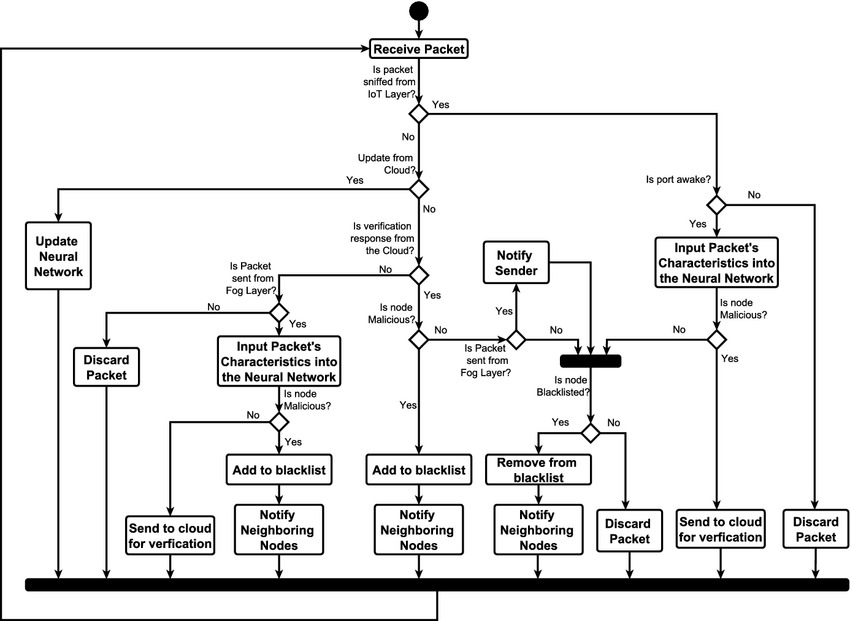 Receive Packet
Is packet
sniffed from
IoT Layer?
Yes
No
Update from
Cloud?
Yes
No
Is port awake?
No
Yes
Update
Neural
Network
Is verification
response from
the Cloud?
No
Yes
Notify
Sender
Input Packet's
Characteristics into
the Neural Network
Is Packet
sent from
Fog Layer?
No
Yes
Is node
Malicious?
No
Yes
Is Packet
sent from
Fog Layer?
Yes
No
Is node
Malicious?
No
Yes
Discard
Packet
Input Packet's
Characteristics into
the Neural Network
Is node
Malicious?
No
Yes
Is node
Blacklisted?
Yes
No
Add to blacklist
Add to blacklist
Remove from
blacklist
Send to cloud
for verfication
Notify
Neighboring
Nodes
Notify
Neighboring
Nodes
Notify
Neighboring
Nodes
Discard
Packet
Send to cloud
for verfication
Discard
Packet